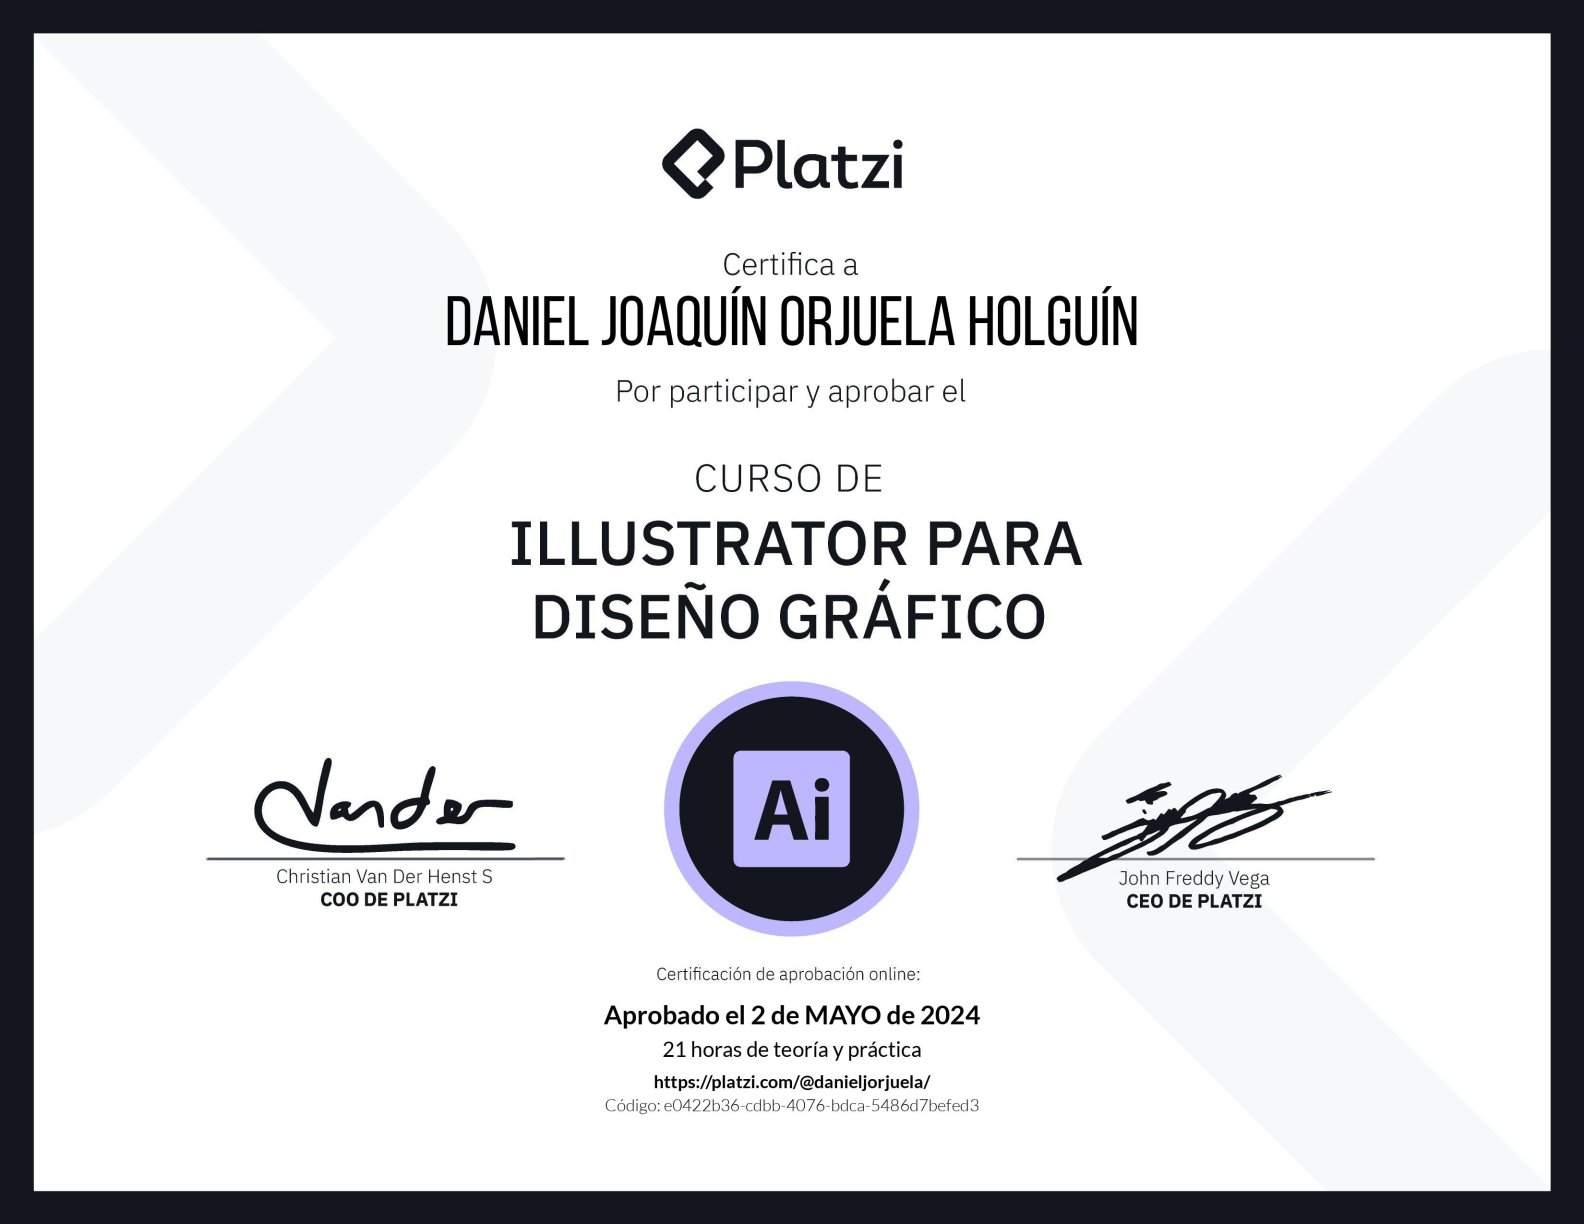 Platzi
Certifica a
DANIEL JOAQUÍN ORJUELA HOLGUÍN
Por participar y aprobar el
CURSO DE
ILLUSTRATOR PARA
DISEÑO GRÁFICO
Ai
Vander
Christian Van Der Henst S
COO DE PLATZI
John Freddy Vega
CEO DE PLATZI
Certificación de aprobación online:
Aprobado el 2 de MAYO de 2024
21 horas de teoría y práctica
https://platzi.com/@danieljorjuela/
Código: e0422b36-cdbb-4076-bdca-5486d7befed3